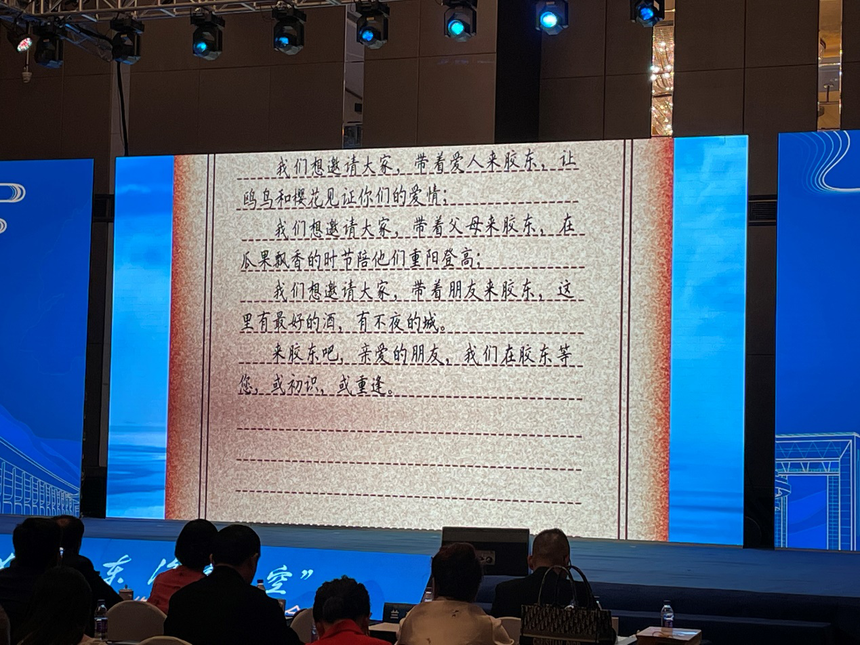 我们想邀请大家，带着爱人来胶东，让
鸥鸟和樱花见证你们的爱情；
我们想邀请大家，带着父母来胶东，在
瓜果飘香的时节陪他们重阳登高；
我们想邀请大家，带着朋友来胶东，这
里有最好的酒，有不夜的城。
来胶东吧，亲爱的朋友，我们在胶东等
您，或初识，或重逢。
东
空”